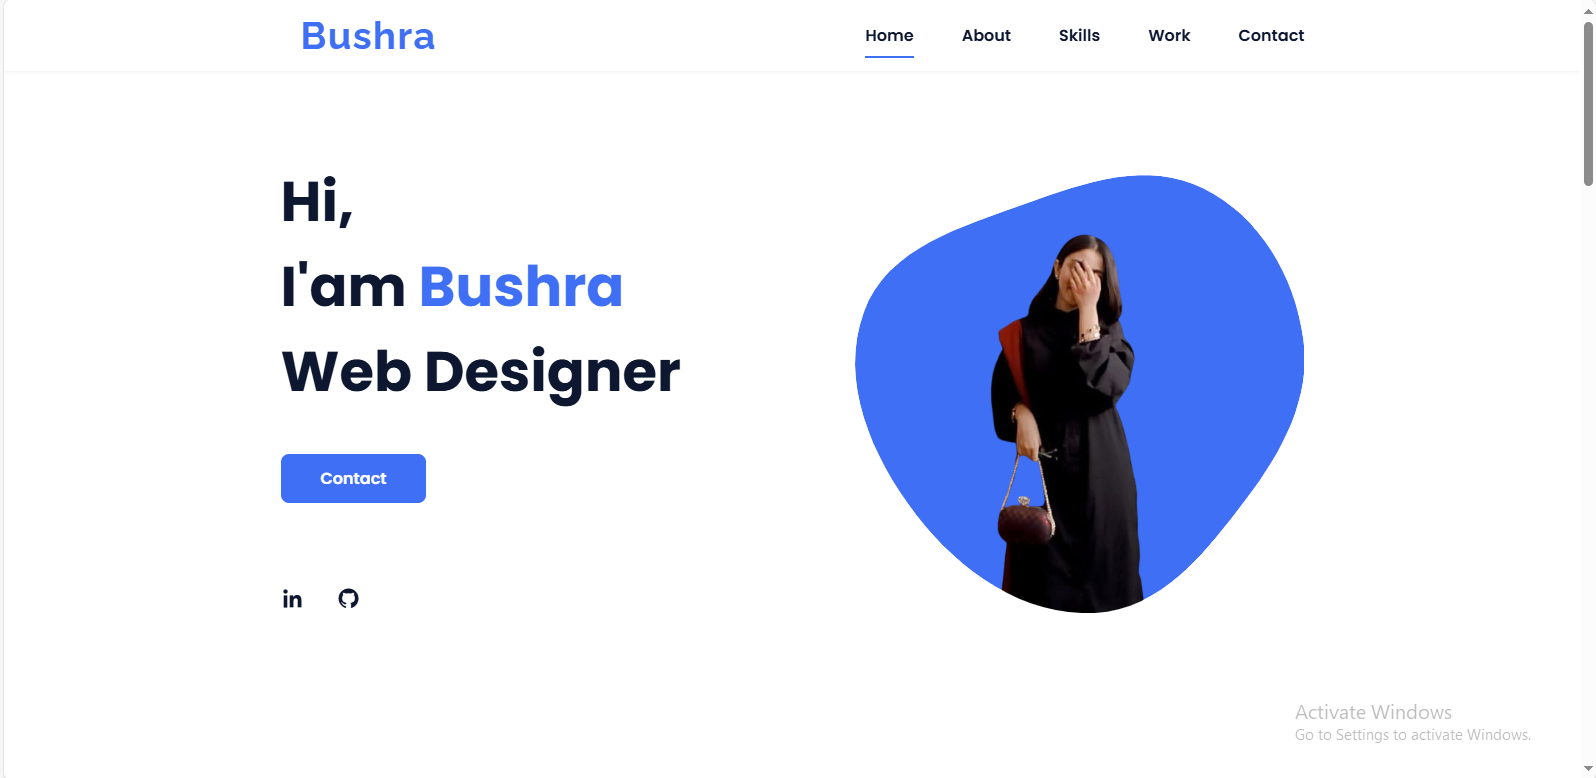 Bushra
Home About Skills Work Contact
Hi,
I'am Bushra
Web Designer
Contact
in
Activate Windows
Go to Settings to activate Windows.